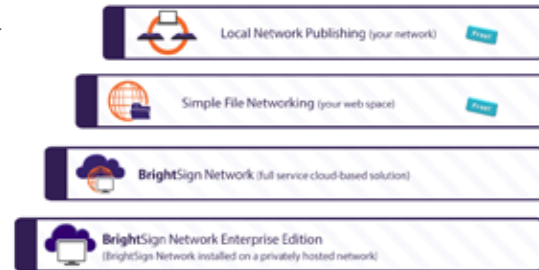 Local Network Publishing (your network) Free!
Simple File Networking (your web space) Free!
BrightSign Network (full service cloud-based solution)
BrightSign Network Enterprise Edition
(BrightSign Network installed on a privately hosted network)